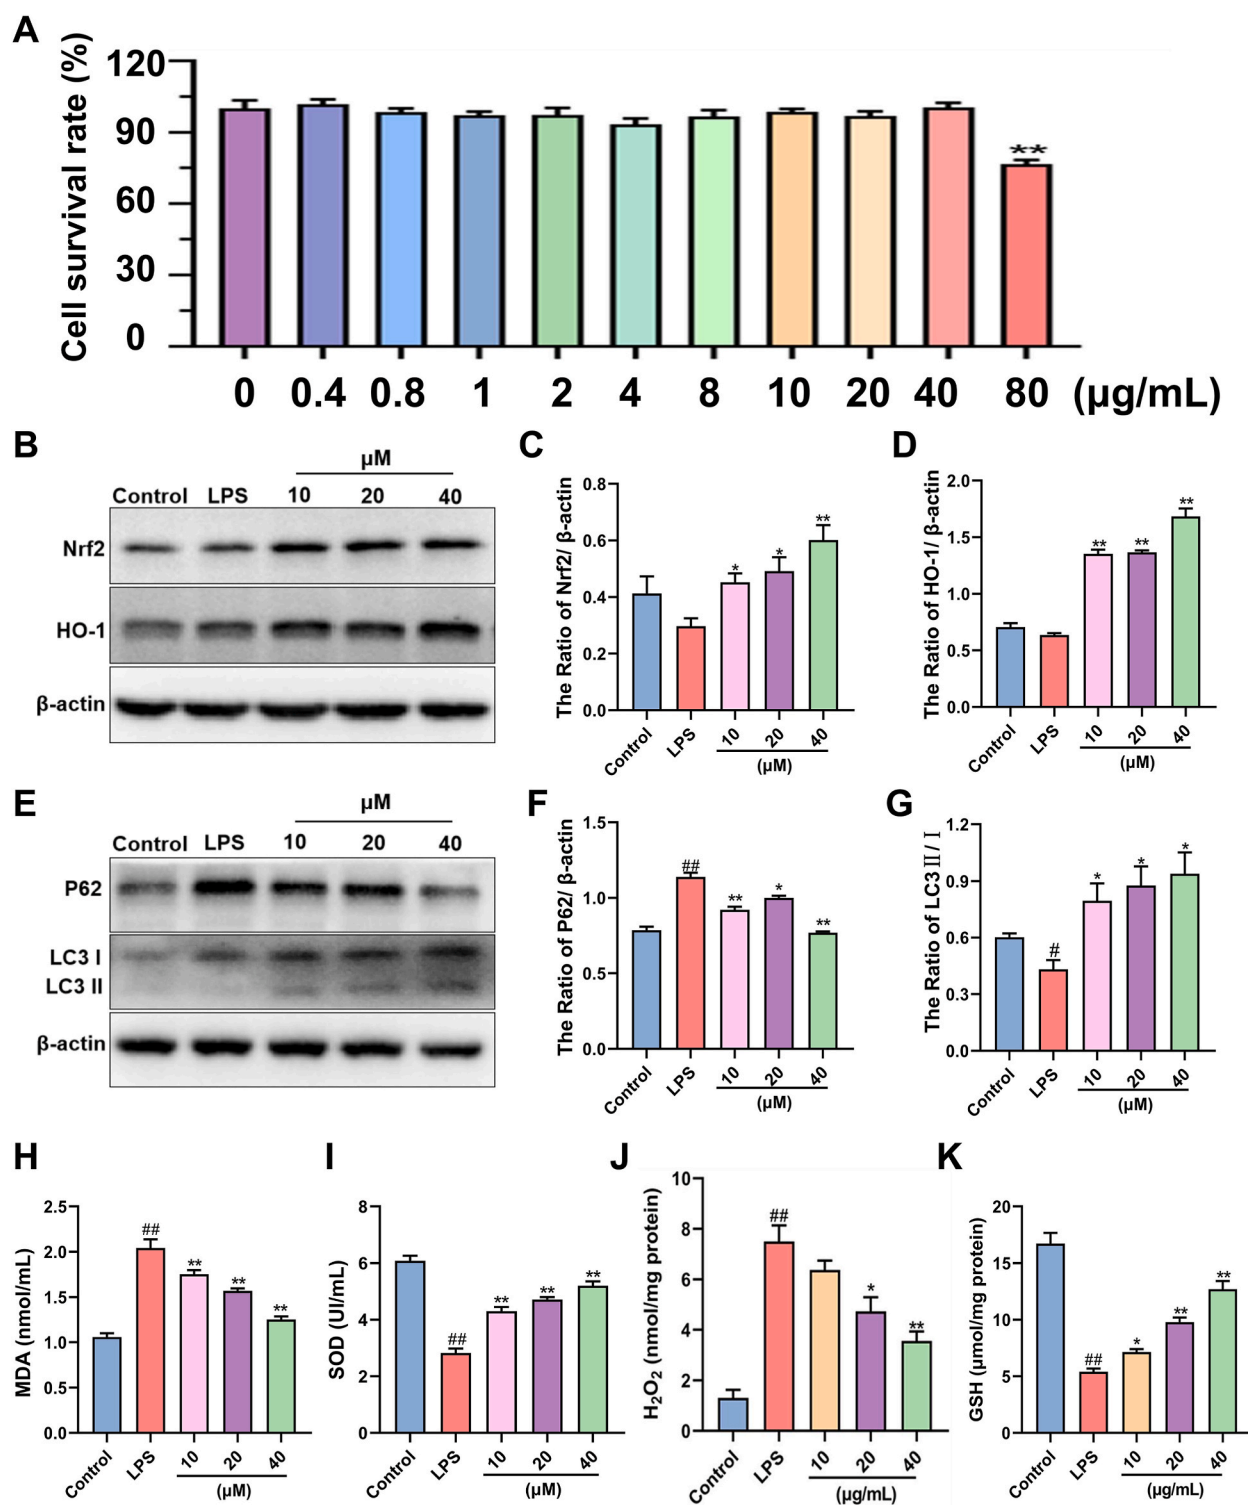 A
Cell survival rate (%)
120
90
60
30
0
**
0 0.4 0.8 1 2 4 8 10 20 40 80 (μg/mL)
B
μM
Control LPS 10 20 40
Nrf2
HO-1
β-actin
C
The Ratio of Nrf2/ β-actin
0.8
0.6
0.4
0.2
0.0
* * **
Control LPS 10 20 40
(μM)
D
The Ratio of HO-1/ β-actin
2.0
1.5
1.0
0.5
0.0
** ** **
Control LPS 10 20 40
(μM)
E
μM
Control LPS 10 20 40
P62
LC3 I
LC3 II
β-actin
F
The Ratio of P62/ β-actin
1.5
1.0
0.5
0.0
## ** * **
Control LPS 10 20 40
(μM)
G
The Ratio of LC3 II / I
1.2
0.9
0.6
0.3
0.0
# * * *
Control LPS 10 20 40
(μM)
H
MDA (nmol/mL)
2.5
2.0
1.5
1.0
0.5
0.0
## ** ** **
Control LPS 10 20 40
(μM)
I
SOD (UI/mL)
8
6
4
2
0
## ** ** **
Control LPS 10 20 40
(μM)
J
H₂O₂ (nmol/mg protein)
10
8
6
4
2
0
## * **
Control LPS 10 20 40
(μg/mL)
K
GSH (μmol/mg protein)
20
15
10
5
0
## * ** **
Control LPS 10 20 40
(μg/mL)